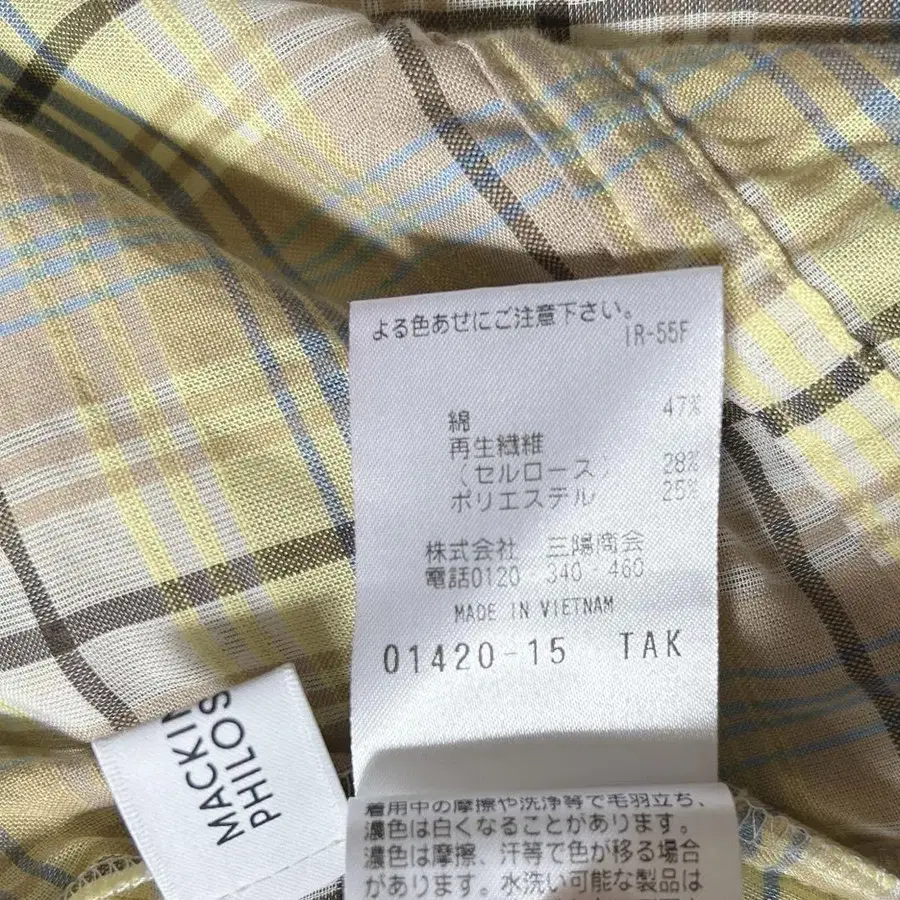 よる色あせにご注意下さい。
IR-55F
綿 47%
再生繊維
(セルロース) 28%
ポリエステル 25%
株式会社 三陽商会
電話0120-340-460
MADE IN VIETNAM
01420-15 TAK
MACKIN
PHILOS
着用中の摩擦や洗浄等で毛羽立ち、
濃色は白くなることがあります。
濃色は摩擦、汗等で色が移る場合
があります。水洗い可能な製品は